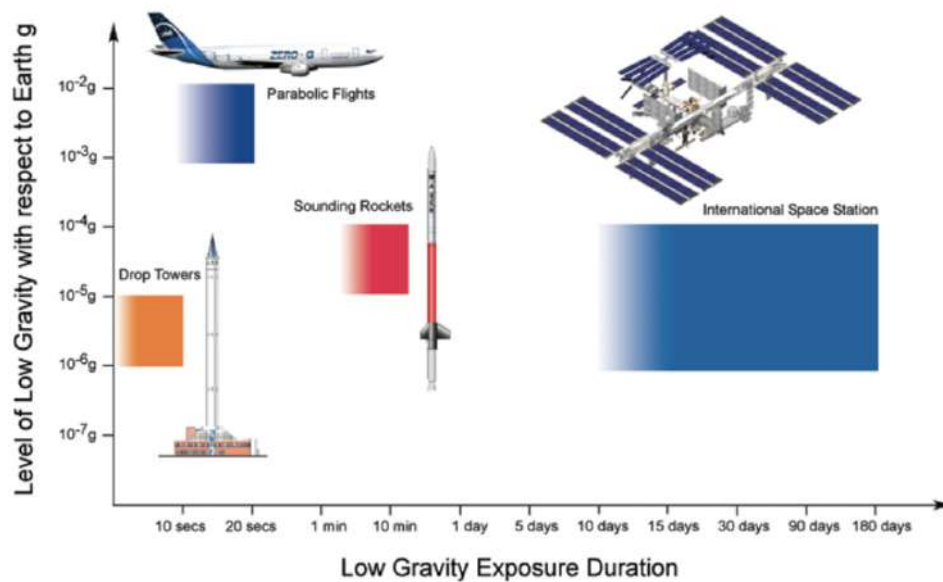 Level of Low Gravity with respect to Earth g
10⁻²g
10⁻³g
10⁻⁴g
10⁻⁵g
10⁻⁶g
10⁻⁷g
ZERO-G
Parabolic Flights
Sounding Rockets
International Space Station
Drop Towers
10 secs 20 secs 1 min 10 min 1 day 5 days 10 days 15 days 30 days 90 days 180 days
Low Gravity Exposure Duration